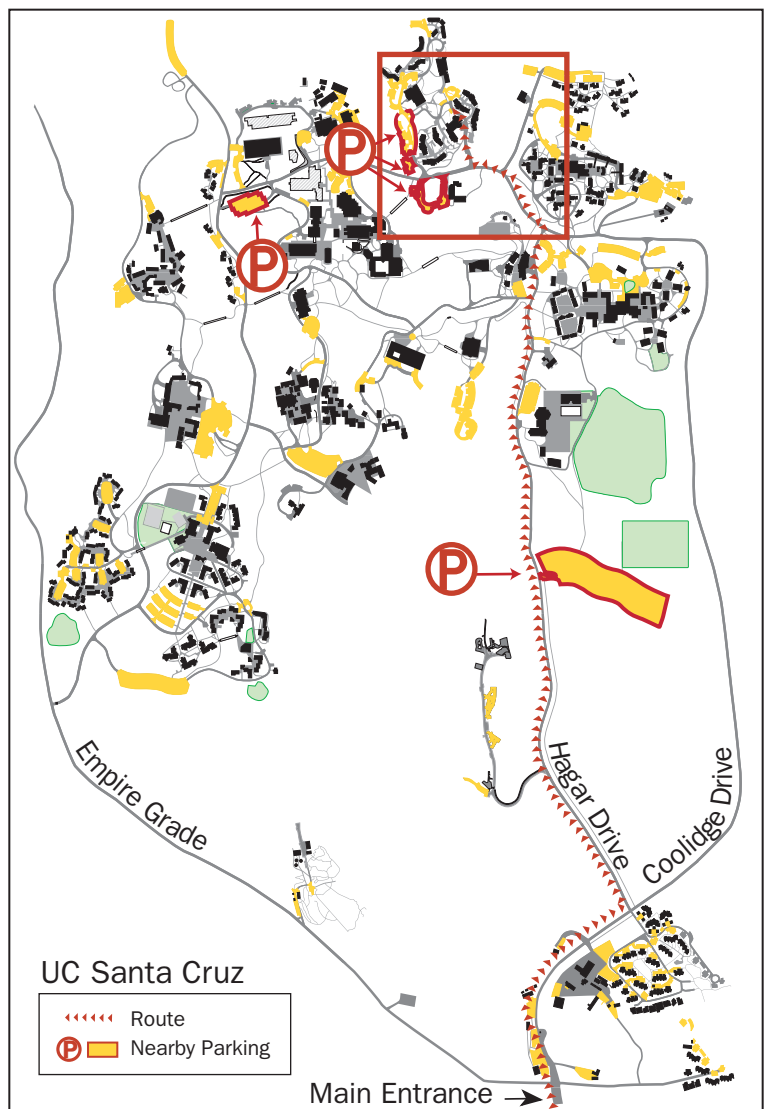 P
P
P
Empire Grade
Hagar Drive
Coolidge Drive
UC Santa Cruz
Route
P Nearby Parking
Main Entrance